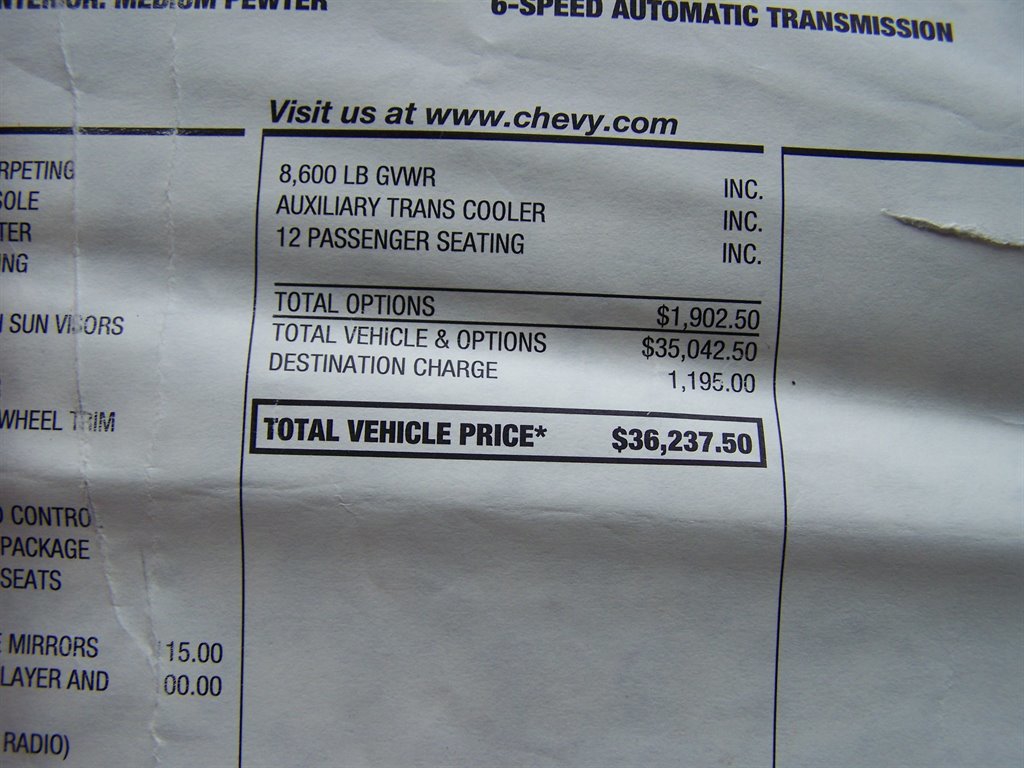 MEDIUM PEWTER
6-SPEED AUTOMATIC TRANSMISSION
Visit us at www.chevy.com
8,600 LB GVWR INC.
AUXILIARY TRANS COOLER INC.
12 PASSENGER SEATING INC.
TOTAL OPTIONS $1,902.50
TOTAL VEHICLE & OPTIONS $35,042.50
DESTINATION CHARGE 1,195.00
TOTAL VEHICLE PRICE* $36,237.50
RPETING
SOLE
TER
NG
SUN VISORS
WHEEL TRIM
CONTRO
PACKAGE
SEATS
MIRRORS 15.00
LAYER AND 00.00
RADIO)